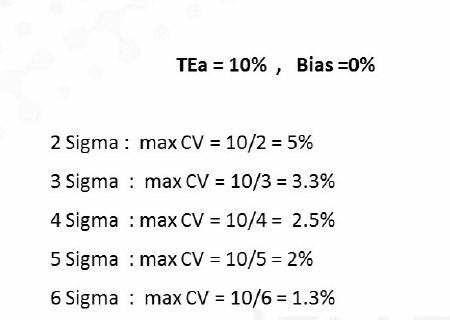 TEa = 10% , Bias =0%
2 Sigma : max CV = 10/2 = 5%
3 Sigma : max CV = 10/3 = 3.3%
4 Sigma : max CV = 10/4 = 2.5%
5 Sigma : max CV = 10/5 = 2%
6 Sigma : max CV = 10/6 = 1.3%